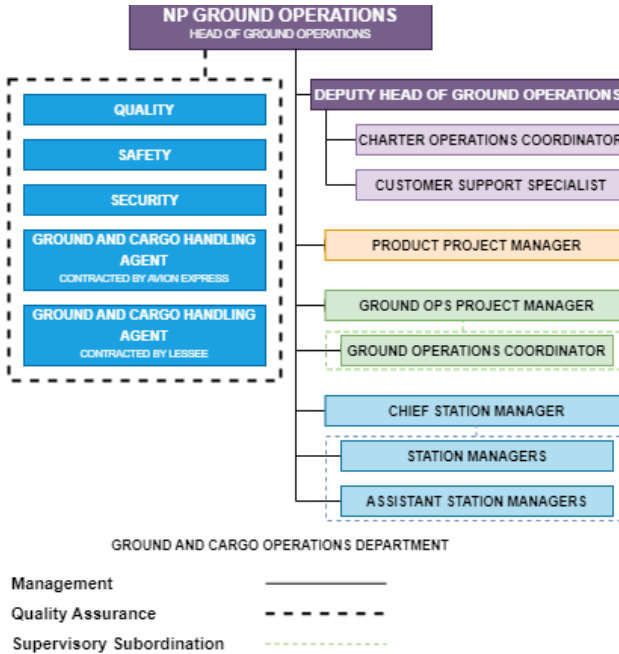 NP GROUND OPERATIONS
HEAD OF GROUND OPERATIONS
QUALITY
SAFETY
SECURITY
GROUND AND CARGO HANDLING
AGENT
CONTRACTED BY AVION EXPRESS
GROUND AND CARGO HANDLING
AGENT
CONTRACTED BY LESSEE
DEPUTY HEAD OF GROUND OPERATIONS
CHARTER OPERATIONS COORDINATOR
CUSTOMER SUPPORT SPECIALIST
PRODUCT PROJECT MANAGER
GROUND OPS PROJECT MANAGER
GROUND OPERATIONS COORDINATOR
CHIEF STATION MANAGER
STATION MANAGERS
ASSISTANT STATION MANAGERS
GROUND AND CARGO OPERATIONS DEPARTMENT
Management
Quality Assurance
Supervisory Subordination